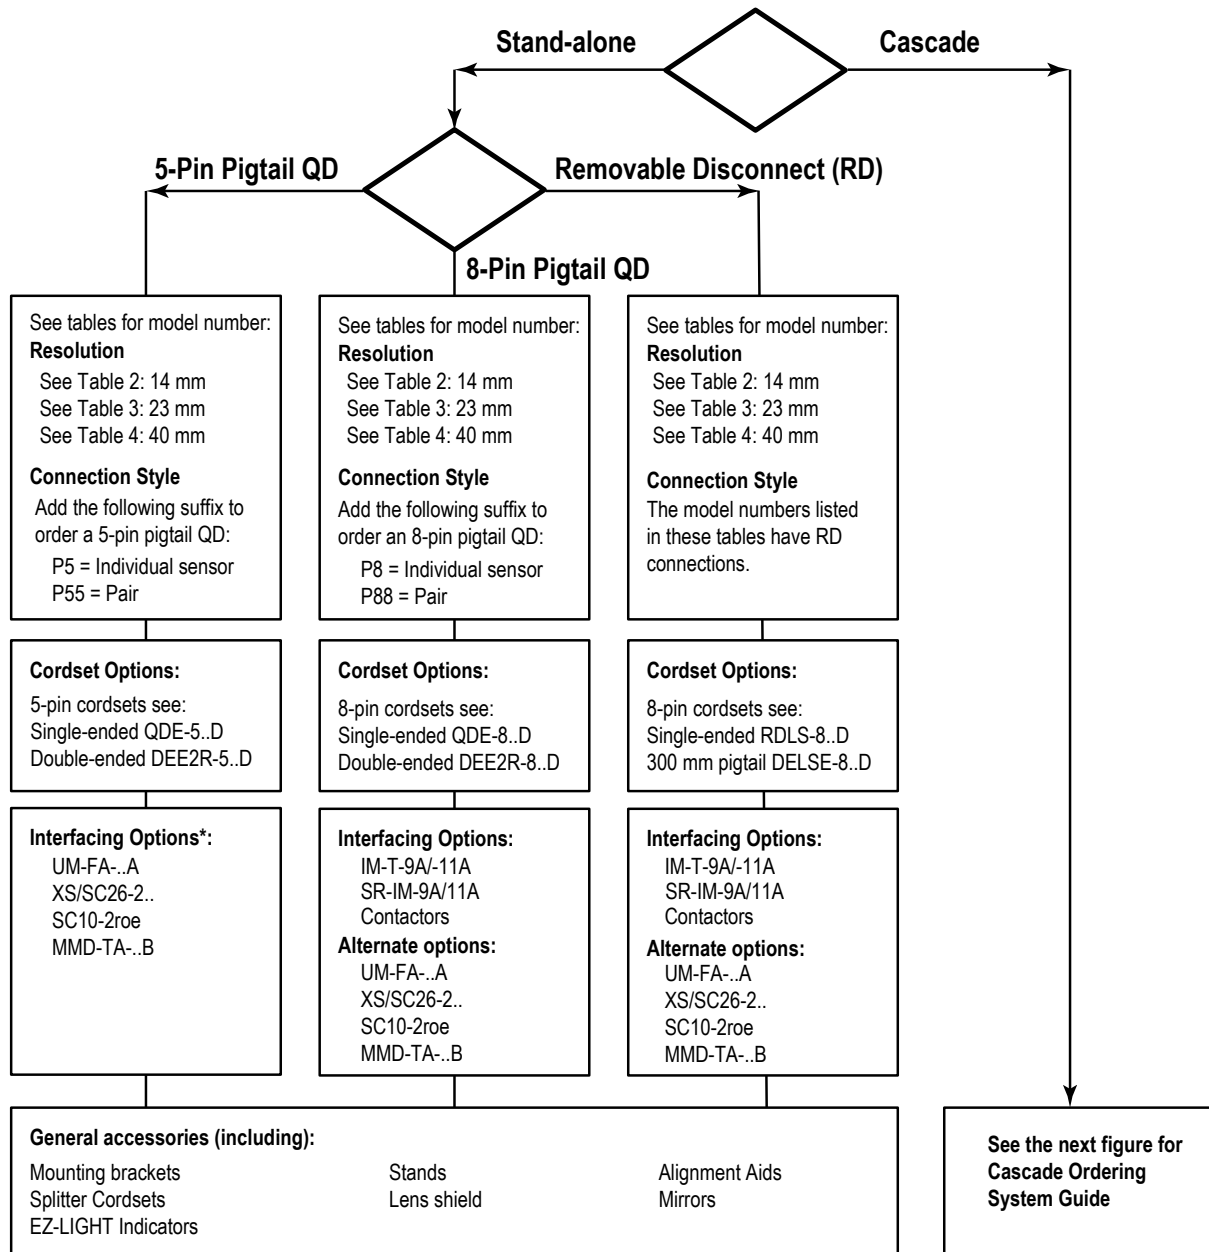 Stand-alone
Cascade
5-Pin Pigtail QD
Removable Disconnect (RD)
8-Pin Pigtail QD
See tables for model number:
Resolution
See Table 2: 14 mm
See Table 3: 23 mm
See Table 4: 40 mm
Connection Style
Add the following suffix to
order a 5-pin pigtail QD:
P5 = Individual sensor
P55 = Pair
See tables for model number:
Resolution
See Table 2: 14 mm
See Table 3: 23 mm
See Table 4: 40 mm
Connection Style
Add the following suffix to
order an 8-pin pigtail QD:
P8 = Individual sensor
P88 = Pair
See tables for model number:
Resolution
See Table 2: 14 mm
See Table 3: 23 mm
See Table 4: 40 mm
Connection Style
The model numbers listed
in these tables have RD
connections.
Cordset Options:
5-pin cordsets see:
Single-ended QDE-5..D
Double-ended DEE2R-5..D
Cordset Options:
8-pin cordsets see:
Single-ended QDE-8..D
Double-ended DEE2R-8..D
Cordset Options:
8-pin cordsets see:
Single-ended RDLS-8..D
300 mm pigtail DELSE-8..D
Interfacing Options*:
UM-FA-..A
XS/SC26-2..
SC10-2roe
MMD-TA-..B
Interfacing Options:
IM-T-9A/-11A
SR-IM-9A/11A
Contactors
Alternate options:
UM-FA-..A
XS/SC26-2..
SC10-2roe
MMD-TA-..B
Interfacing Options:
IM-T-9A/-11A
SR-IM-9A/11A
Contactors
Alternate options:
UM-FA-..A
XS/SC26-2..
SC10-2roe
MMD-TA-..B
General accessories (including):
Mounting brackets
Splitter Cordsets
EZ-LIGHT Indicators
Stands
Lens shield
Alignment Aids
Mirrors
See the next figure for
Cascade Ordering
System Guide